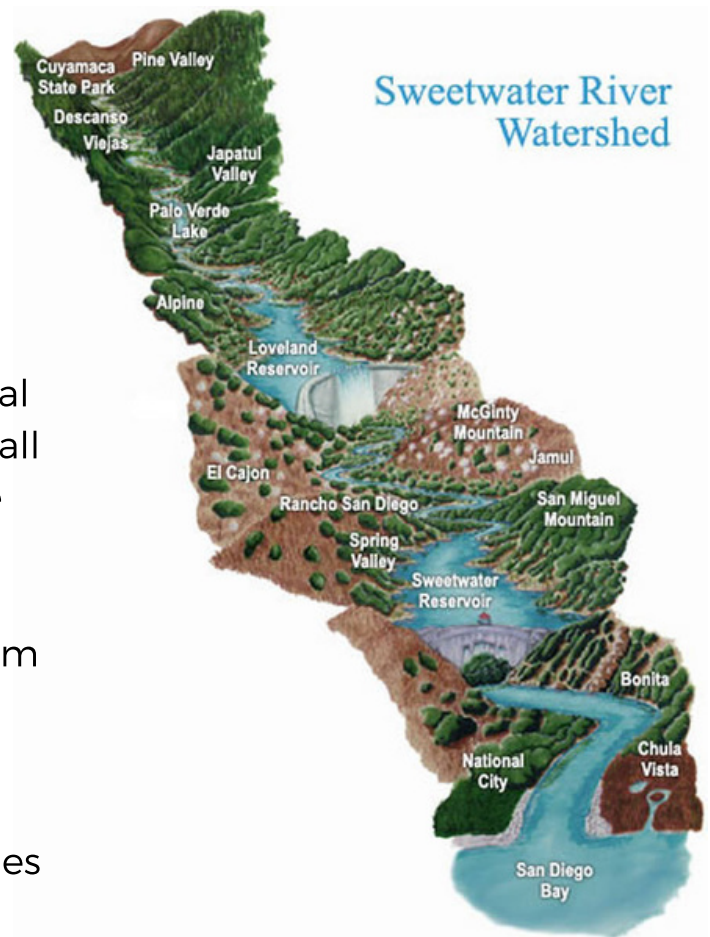 Sweetwater River
Watershed
Cuyamaca
State Park
Pine Valley
Descanso
Viejas
Japatul
Valley
Palo Verde
Lake
Alpine
Loveland
Reservoir
al
all
McGinty
Mountain
Jamul
El Cajon
Rancho San Diego
San Miguel
Mountain
Spring
Valley
Sweetwater
Reservoir
m
Bonita
Chula
Vista
National
City
es
San Diego
Bay